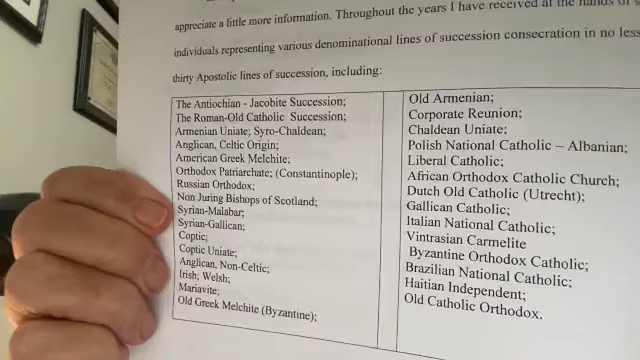 appreciate a little more information. Throughout the years I have received at the hands of
individuals representing various denominational lines of succession consecration in no less
thirty Apostolic lines of succession, including:
The Antiochian - Jacobite Succession;
The Roman-Old Catholic Succession;
Armenian Uniate; Syro-Chaldean;
Anglican, Celtic Origin;
American Greek Melchite;
Orthodox Patriarchate; (Constantinople);
Russian Orthodox;
Non Juring Bishops of Scotland;
Syrian-Malabar;
Syrian-Gallican;
Coptic;
Coptic Uniate;
Anglican, Non-Celtic;
Irish; Welsh;
Mariavite;
Old Greek Melchite (Byzantine);
Old Armenian;
Corporate Reunion;
Chaldean Uniate;
Polish National Catholic – Albanian;
Liberal Catholic;
African Orthodox Catholic Church;
Dutch Old Catholic (Utrecht);
Gallican Catholic;
Italian National Catholic;
Vintrasian Carmelite
Byzantine Orthodox Catholic;
Brazilian National Catholic;
Haitian Independent;
Old Catholic Orthodox.